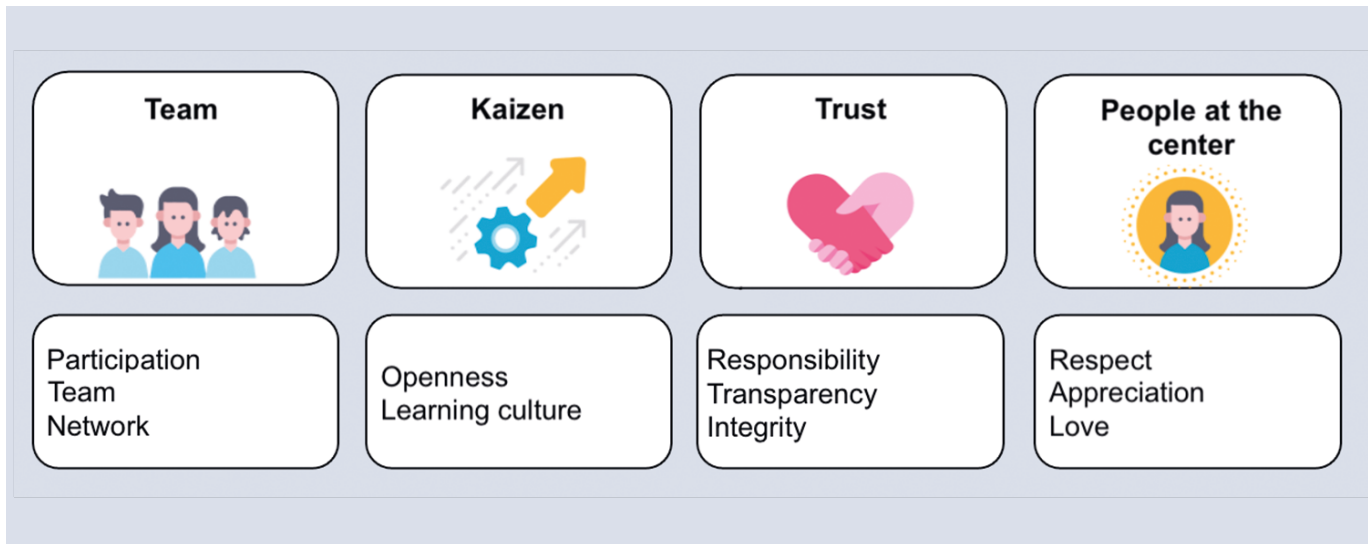 Team
Kaizen
Trust
People at the
center
Participation
Team
Network
Openness
Learning culture
Responsibility
Transparency
Integrity
Respect
Appreciation
Love